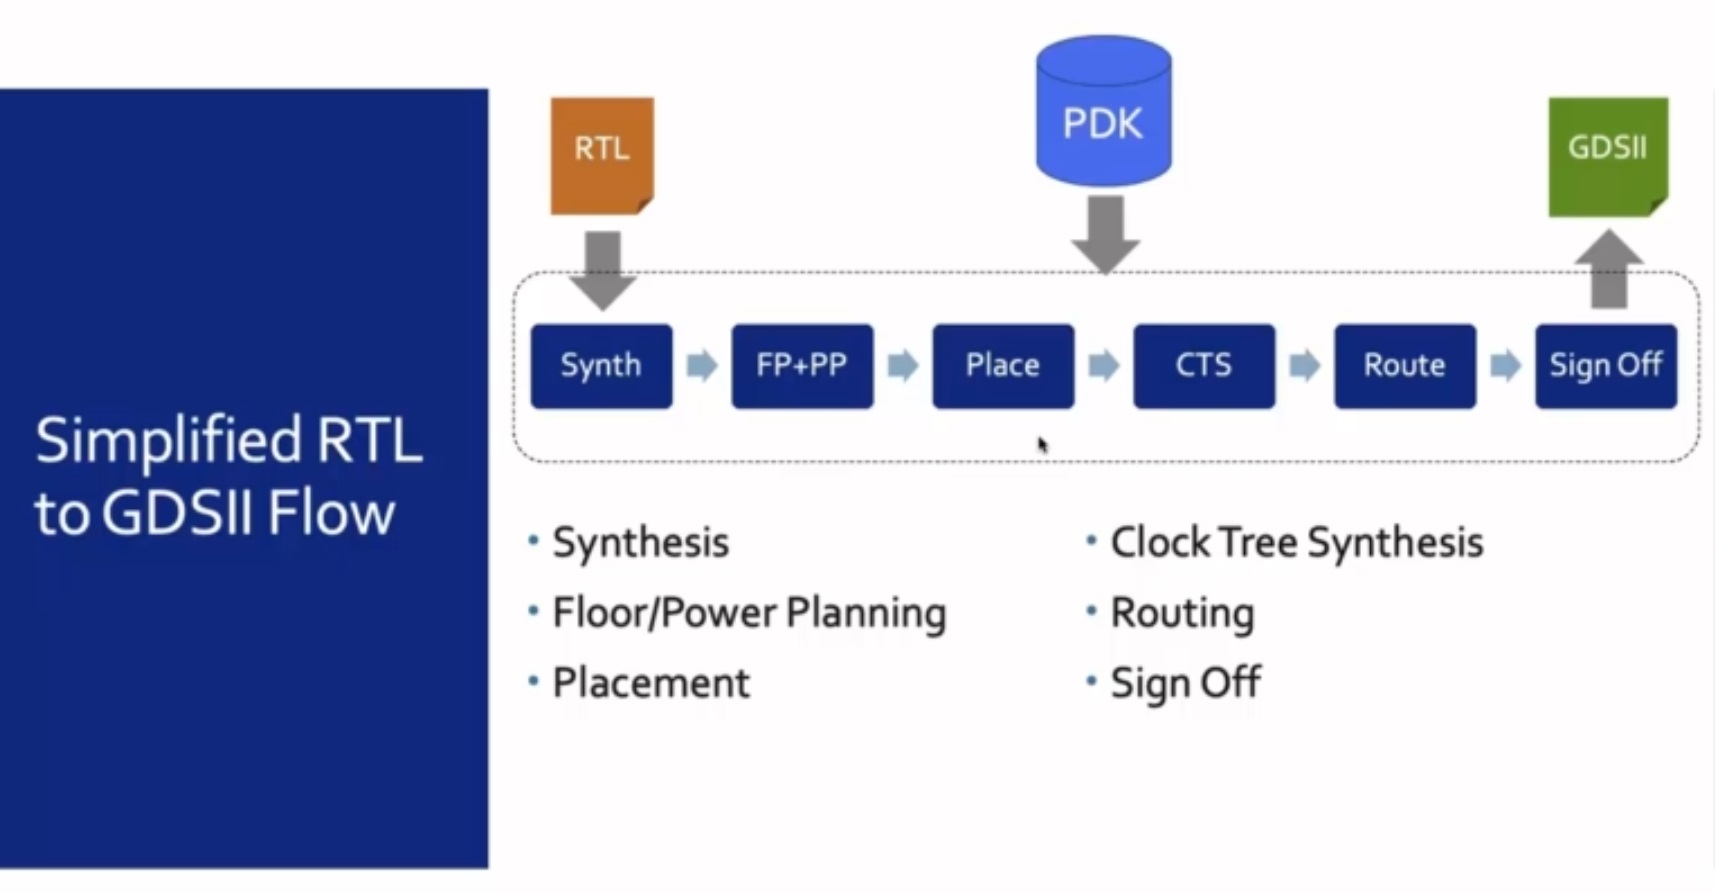 Simplified RTL
to GDSII Flow
RTL
PDK
GDSII
Synth
FP+PP
Place
CTS
Route
Sign Off
• Synthesis
• Floor/Power Planning
• Placement
• Clock Tree Synthesis
• Routing
• Sign Off